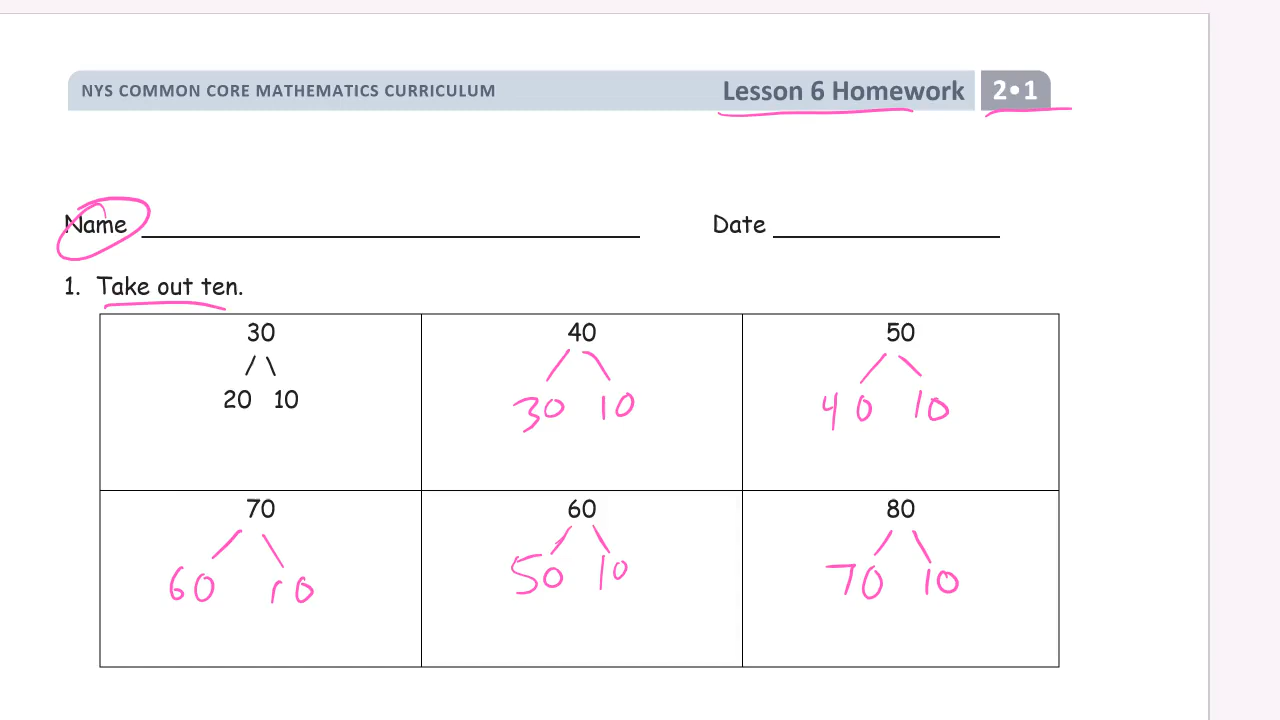 NYS COMMON CORE MATHEMATICS CURRICULUM Lesson 6 Homework 2•1
Name Date
1. Take out ten.
30 40 50
20 10 30 10 40 10
70 60 80
60 10 50 10 70 10